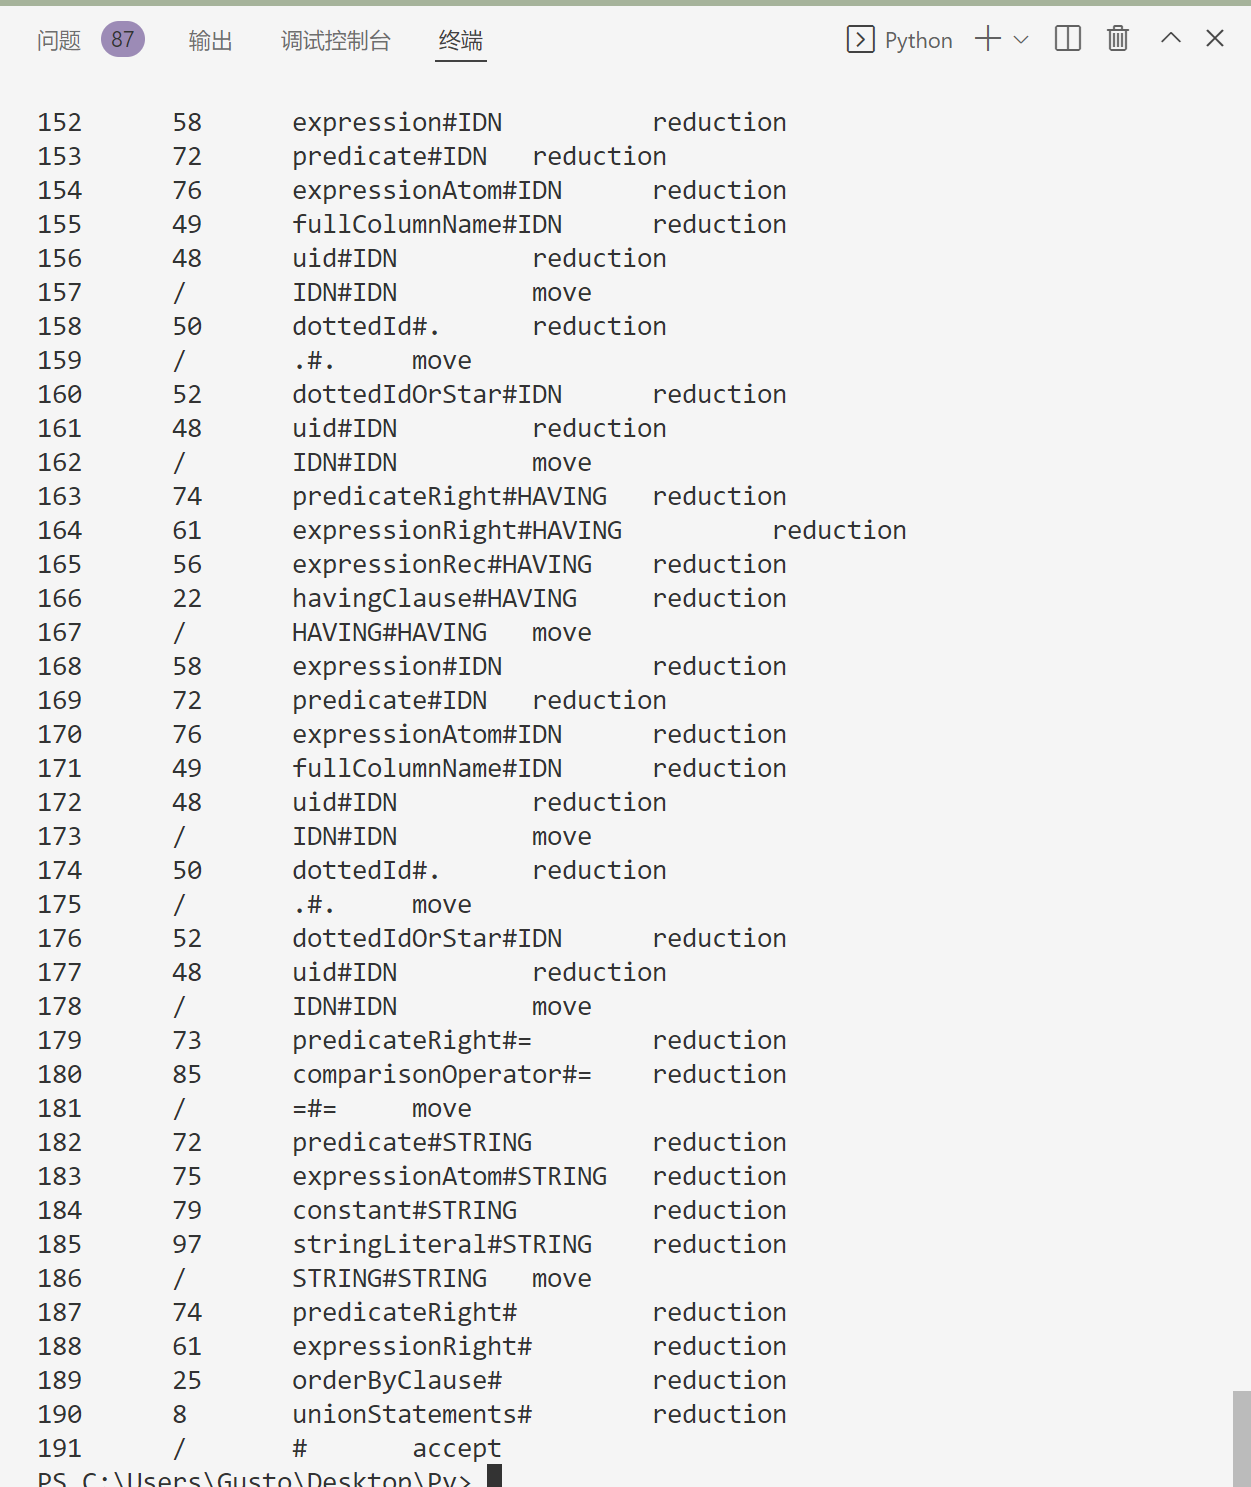 问题 87 输出 调试控制台 终端 Python
152 58 expression#IDN reduction
153 72 predicate#IDN reduction
154 76 expressionAtom#IDN reduction
155 49 fullColumnName#IDN reduction
156 48 uid#IDN reduction
157 / IDN#IDN move
158 50 dottedId#. reduction
159 / .#. move
160 52 dottedIdOrStar#IDN reduction
161 48 uid#IDN reduction
162 / IDN#IDN move
163 74 predicateRight#HAVING reduction
164 61 expressionRight#HAVING reduction
165 56 expressionRec#HAVING reduction
166 22 havingClause#HAVING reduction
167 / HAVING#HAVING move
168 58 expression#IDN reduction
169 72 predicate#IDN reduction
170 76 expressionAtom#IDN reduction
171 49 fullColumnName#IDN reduction
172 48 uid#IDN reduction
173 / IDN#IDN move
174 50 dottedId#. reduction
175 / .#. move
176 52 dottedIdOrStar#IDN reduction
177 48 uid#IDN reduction
178 / IDN#IDN move
179 73 predicateRight#= reduction
180 85 comparisonOperator#= reduction
181 / =#= move
182 72 predicate#STRING reduction
183 75 expressionAtom#STRING reduction
184 79 constant#STRING reduction
185 97 stringLiteral#STRING reduction
186 / STRING#STRING move
187 74 predicateRight# reduction
188 61 expressionRight# reduction
189 25 orderByClause# reduction
190 8 unionStatements# reduction
191 / # accept
PS C:\Users\Gusto\Desktop\Py>